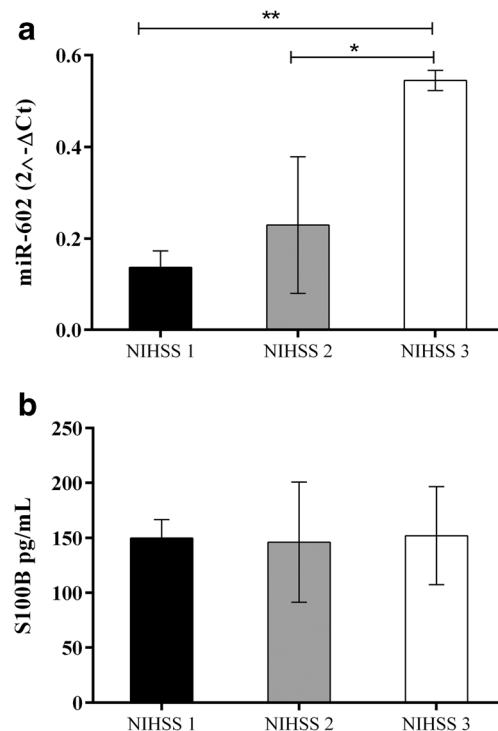 a
**
*
miR-602 (2^-ΔCt)
0.6
0.4
0.2
0.0
NIHSS 1 NIHSS 2 NIHSS 3
b
S100B pg/mL
250
200
150
100
50
0
NIHSS 1 NIHSS 2 NIHSS 3